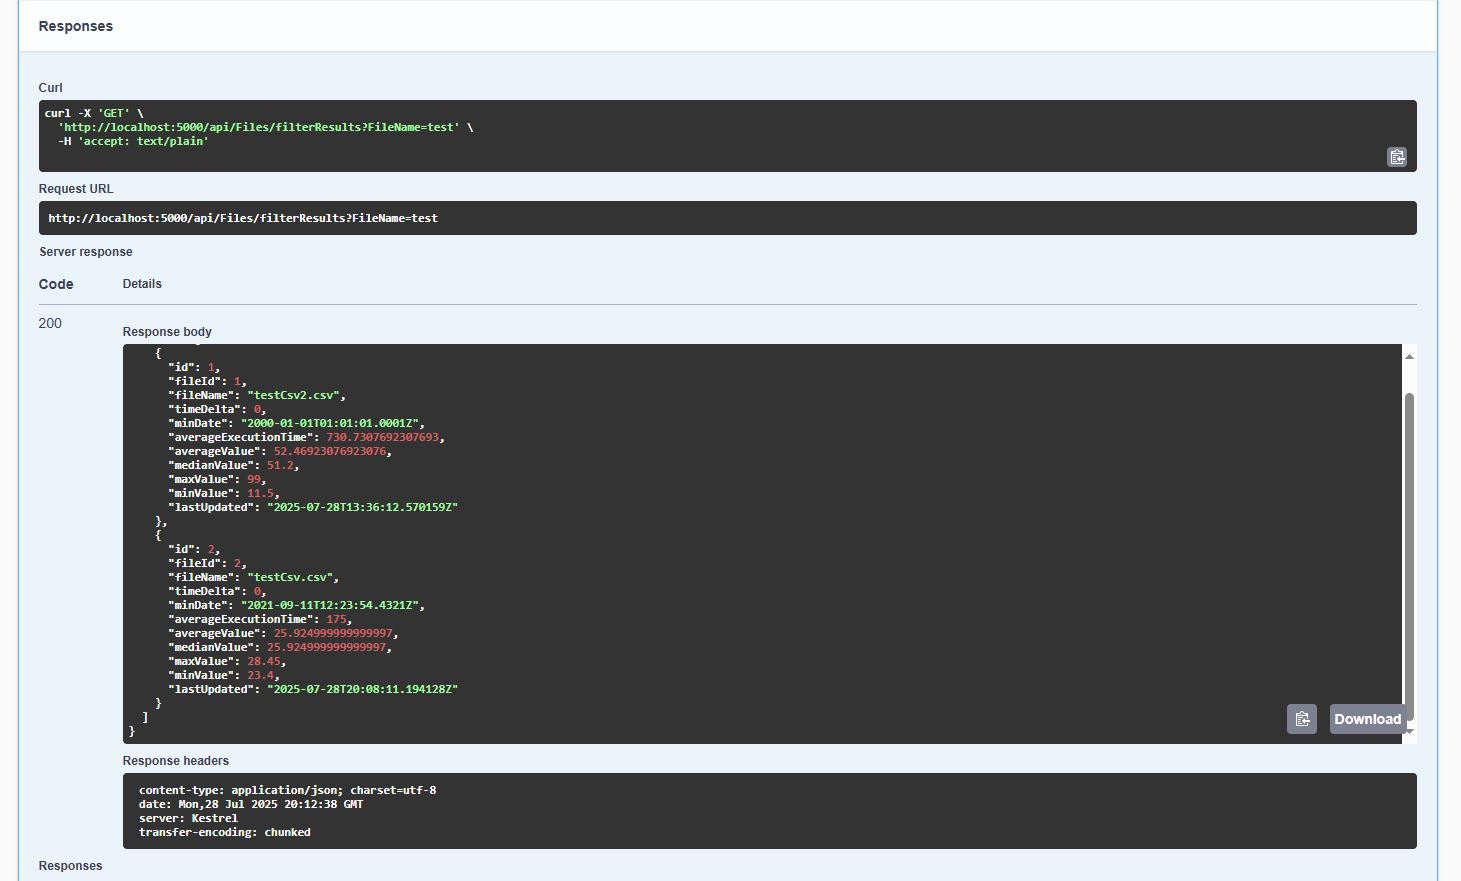 Responses
Curl
curl -X 'GET' \
  'http://localhost:5000/api/Files/filterResults?FileName=test' \
  -H 'accept: text/plain'
Request URL
http://localhost:5000/api/Files/filterResults?FileName=test
Server response
Code Details
200
Response body
    {
      "id": 1,
      "fileId": 1,
      "fileName": "testCsv2.csv",
      "timeDelta": 0,
      "minDate": "2000-01-01T01:01:01.0001Z",
      "averageExecutionTime": 730.7307692307693,
      "averageValue": 52.46923076923076,
      "medianValue": 51.2,
      "maxValue": 99,
      "minValue": 11.5,
      "lastUpdated": "2025-07-28T13:36:12.570159Z"
    },
    {
      "id": 2,
      "fileId": 2,
      "fileName": "testCsv.csv",
      "timeDelta": 0,
      "minDate": "2021-09-11T12:23:54.4321Z",
      "averageExecutionTime": 175,
      "averageValue": 25.924999999999997,
      "medianValue": 25.924999999999997,
      "maxValue": 28.45,
      "minValue": 23.4,
      "lastUpdated": "2025-07-28T20:08:11.194128Z"
    }
  ]
}
Download
Response headers
content-type: application/json; charset=utf-8
date: Mon,28 Jul 2025 20:12:38 GMT
server: Kestrel
transfer-encoding: chunked
Responses